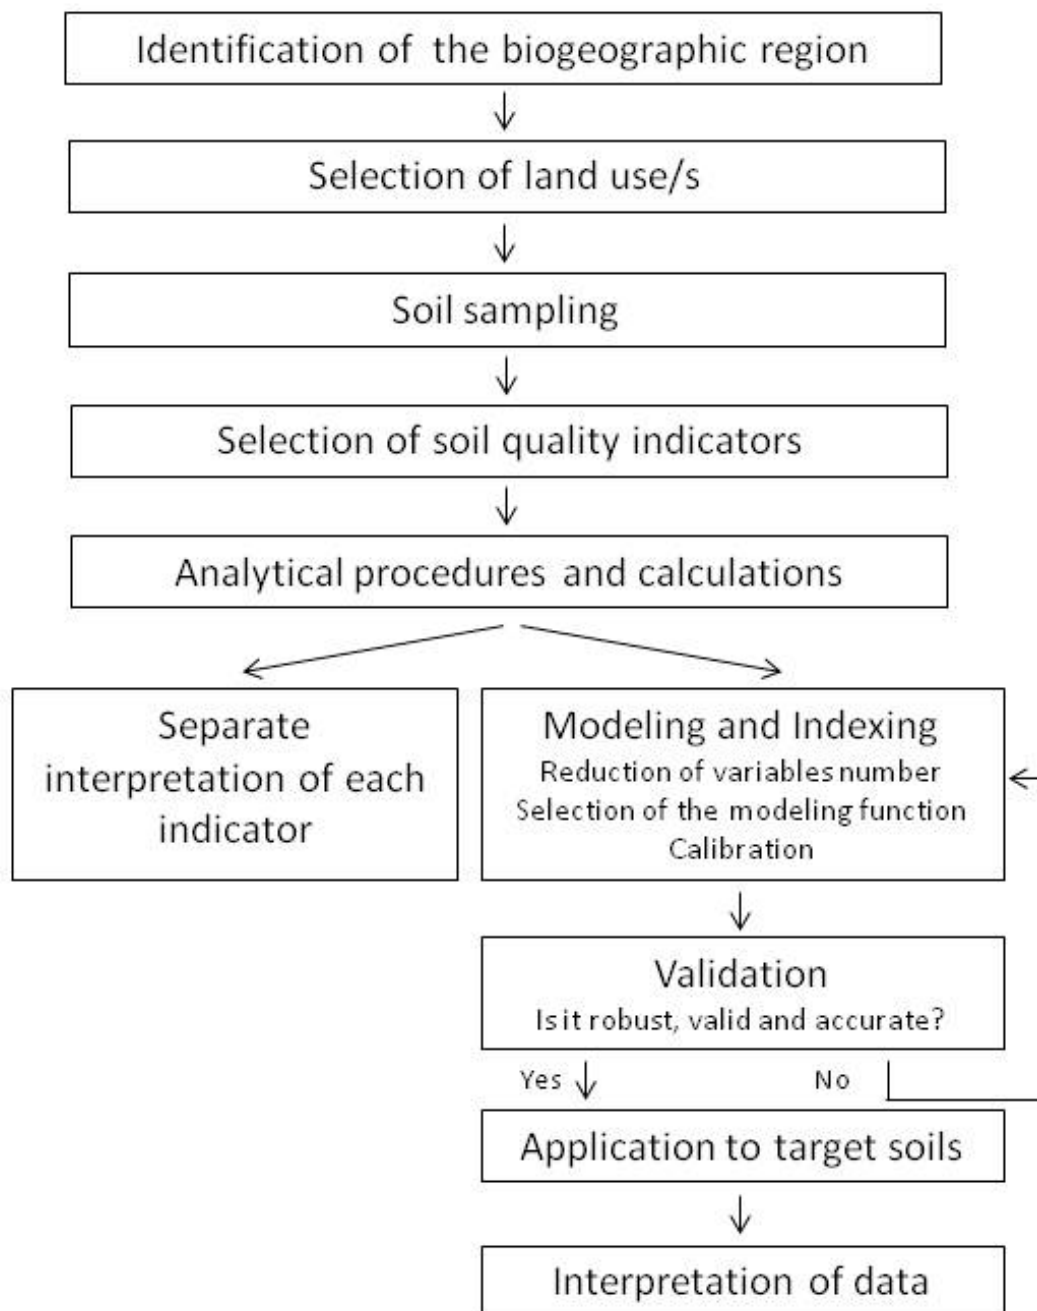 Identification of the biogeographic region
Selection of land use/s
Soil sampling
Selection of soil quality indicators
Analytical procedures and calculations
Separate
interpretation of each
indicator
Modeling and Indexing
Reduction of variables number
Selection of the modeling function
Calibration
Validation
Is it robust, valid and accurate?
Yes
No
Application to target soils
Interpretation of data